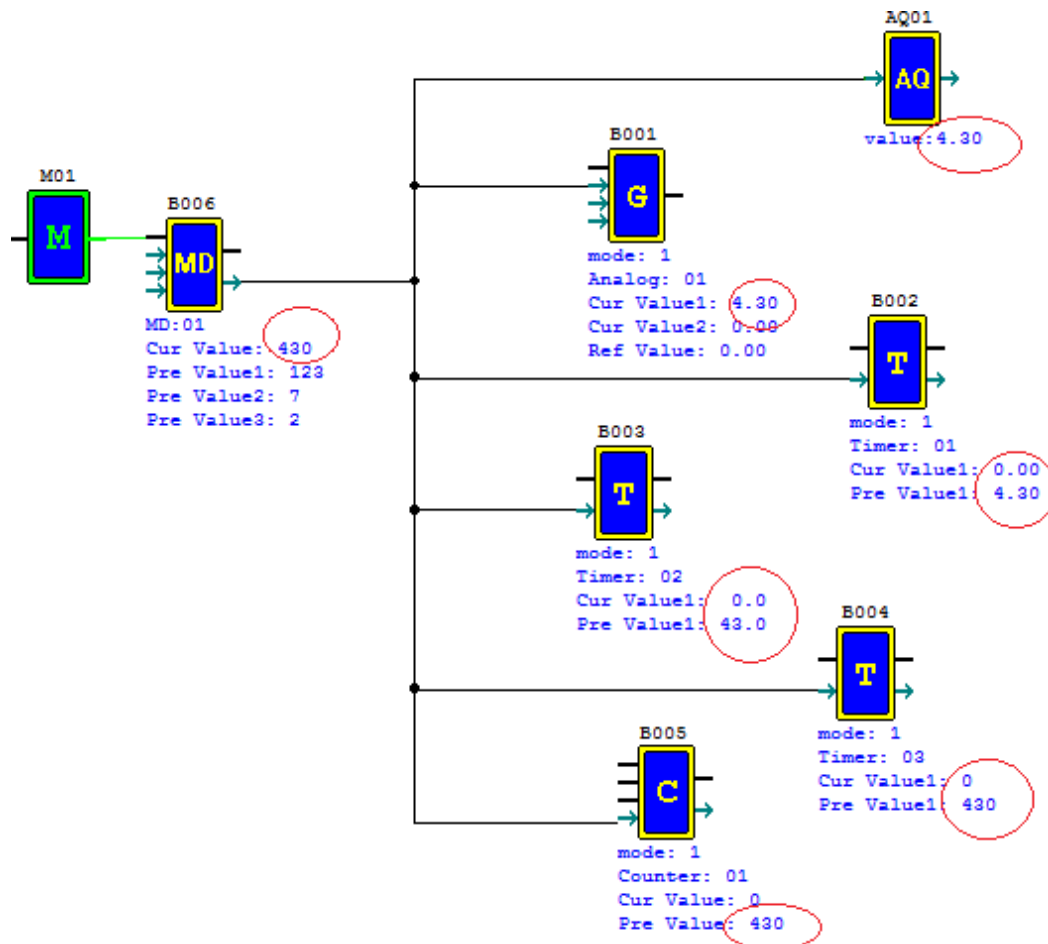 AQ01
AQ
value:4.30
B001
G
mode: 1
Analog: 01
Cur Value1: 4.30
Cur Value2: 0.00
Ref Value: 0.00
M01
M
B006
MD
MD:01
Cur Value: 430
Pre Value1: 123
Pre Value2: 7
Pre Value3: 2
B002
T
mode: 1
Timer: 01
Cur Value1: 0.00
Pre Value1: 4.30
B003
T
mode: 1
Timer: 02
Cur Value1: 0.0
Pre Value1: 43.0
B004
T
mode: 1
Timer: 03
Cur Value1: 0
Pre Value1: 430
B005
C
mode: 1
Counter: 01
Cur Value: 0
Pre Value: 430